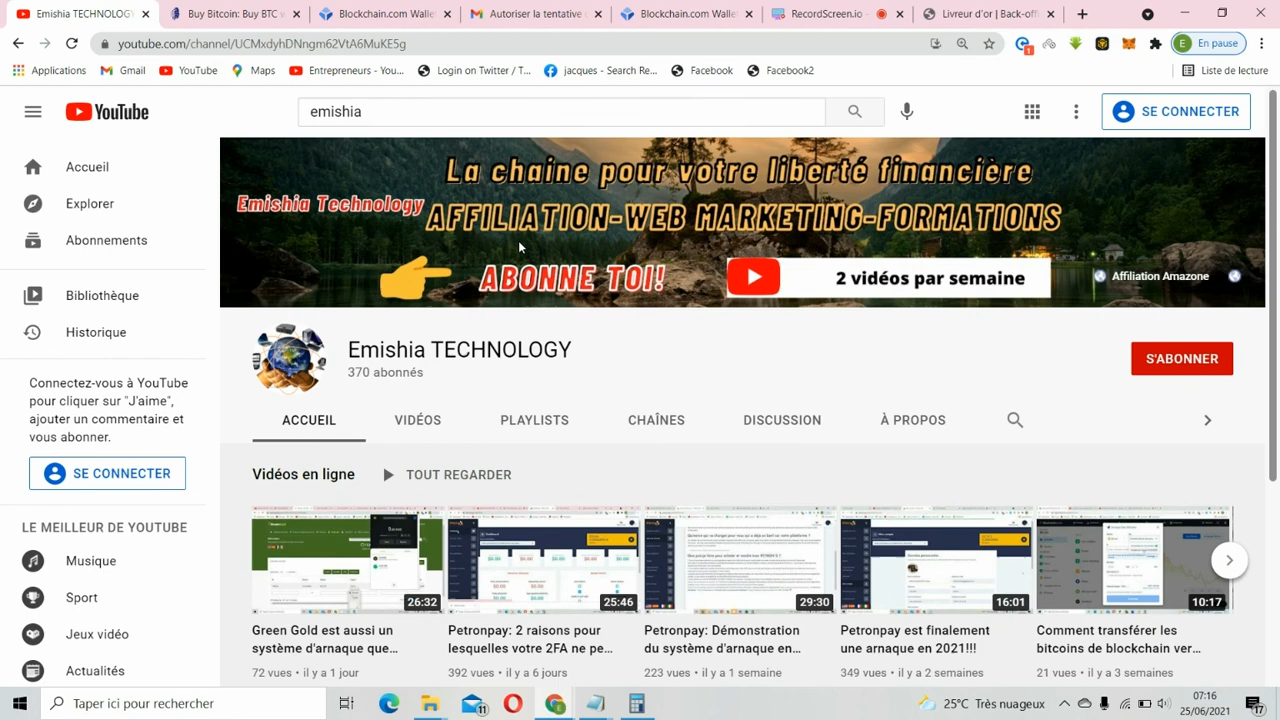 Emishia TECHNOLOGY
Buy Bitcoin: Buy BTC w
Blockchain.com Walle
Autoriser la tentative
Blockchain.com Walle
RecordScreen.io -
Livreur d'or | Back-off
youtube.com/channel/UCMxdyhDNngm62VtA6MuKE5g
1
E En pause
Applications
Gmail
YouTube
Maps
Entrepreneurs - You...
Login on Twitter / T...
jacques - Search Re...
Facebook
Facebook2
Liste de lecture
YouTube
emishia
SE CONNECTER
Accueil
Explorer
Abonnements
Bibliothèque
Historique
Connectez-vous à YouTube
pour cliquer sur "J'aime",
ajouter un commentaire et
vous abonner.
SE CONNECTER
LE MEILLEUR DE YOUTUBE
Musique
Sport
Jeux vidéo
Actualités
La chaine pour votre liberté financière
Emishia Technology
AFFILIATION-WEB MARKETING-FORMATIONS
ABONNE TOI!
2 vidéos par semaine
Affiliation Amazone
Emishia TECHNOLOGY
370 abonnés
S'ABONNER
ACCUEIL
VIDÉOS
PLAYLISTS
CHAÎNES
DISCUSSION
À PROPOS
Vidéos en ligne
TOUT REGARDER
25:46
29:30
16:01
10:17
Green Gold est aussi un
système d'arnaque que...
72 vues • il y a 1 jour
Petronpay: 2 raisons pour
lesquelles votre 2FA ne pe...
392 vues • il y a 6 jours
Petronpay: Démonstration
du système d'arnaque en...
223 vues • il y a 1 semaine
Petronpay est finalement
une arnaque en 2021!!!
349 vues • il y a 2 semaines
Comment transférer les
bitcoins de blockchain ver...
21 vues • il y a 3 semaines
Taper ici pour rechercher
11
25°C Très nuageux
07:16
25/06/2021
17